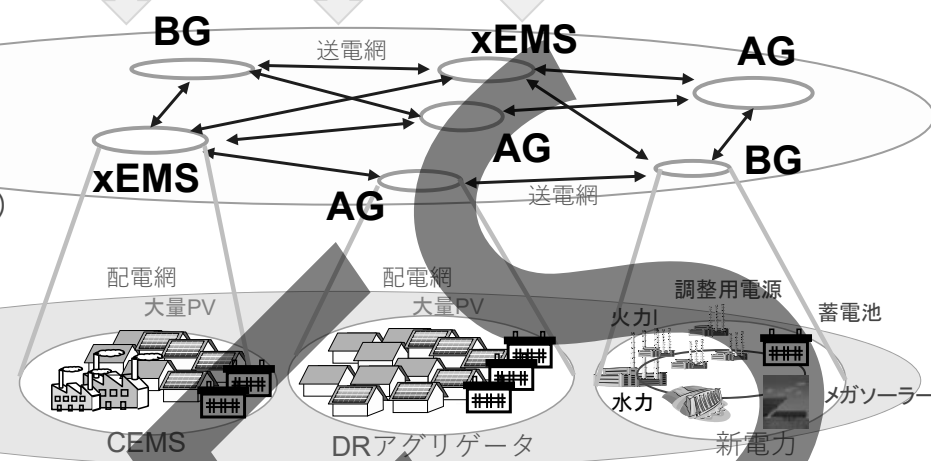 BG
送電網
xEMS
AG
xEMS
AG
BG
AG
送電網
)
配電網
大量PV
配電網
大量PV
調整用電源
火力I
蓄電池
水力
メガソーラー
CEMS
DRアグリゲータ
新電力